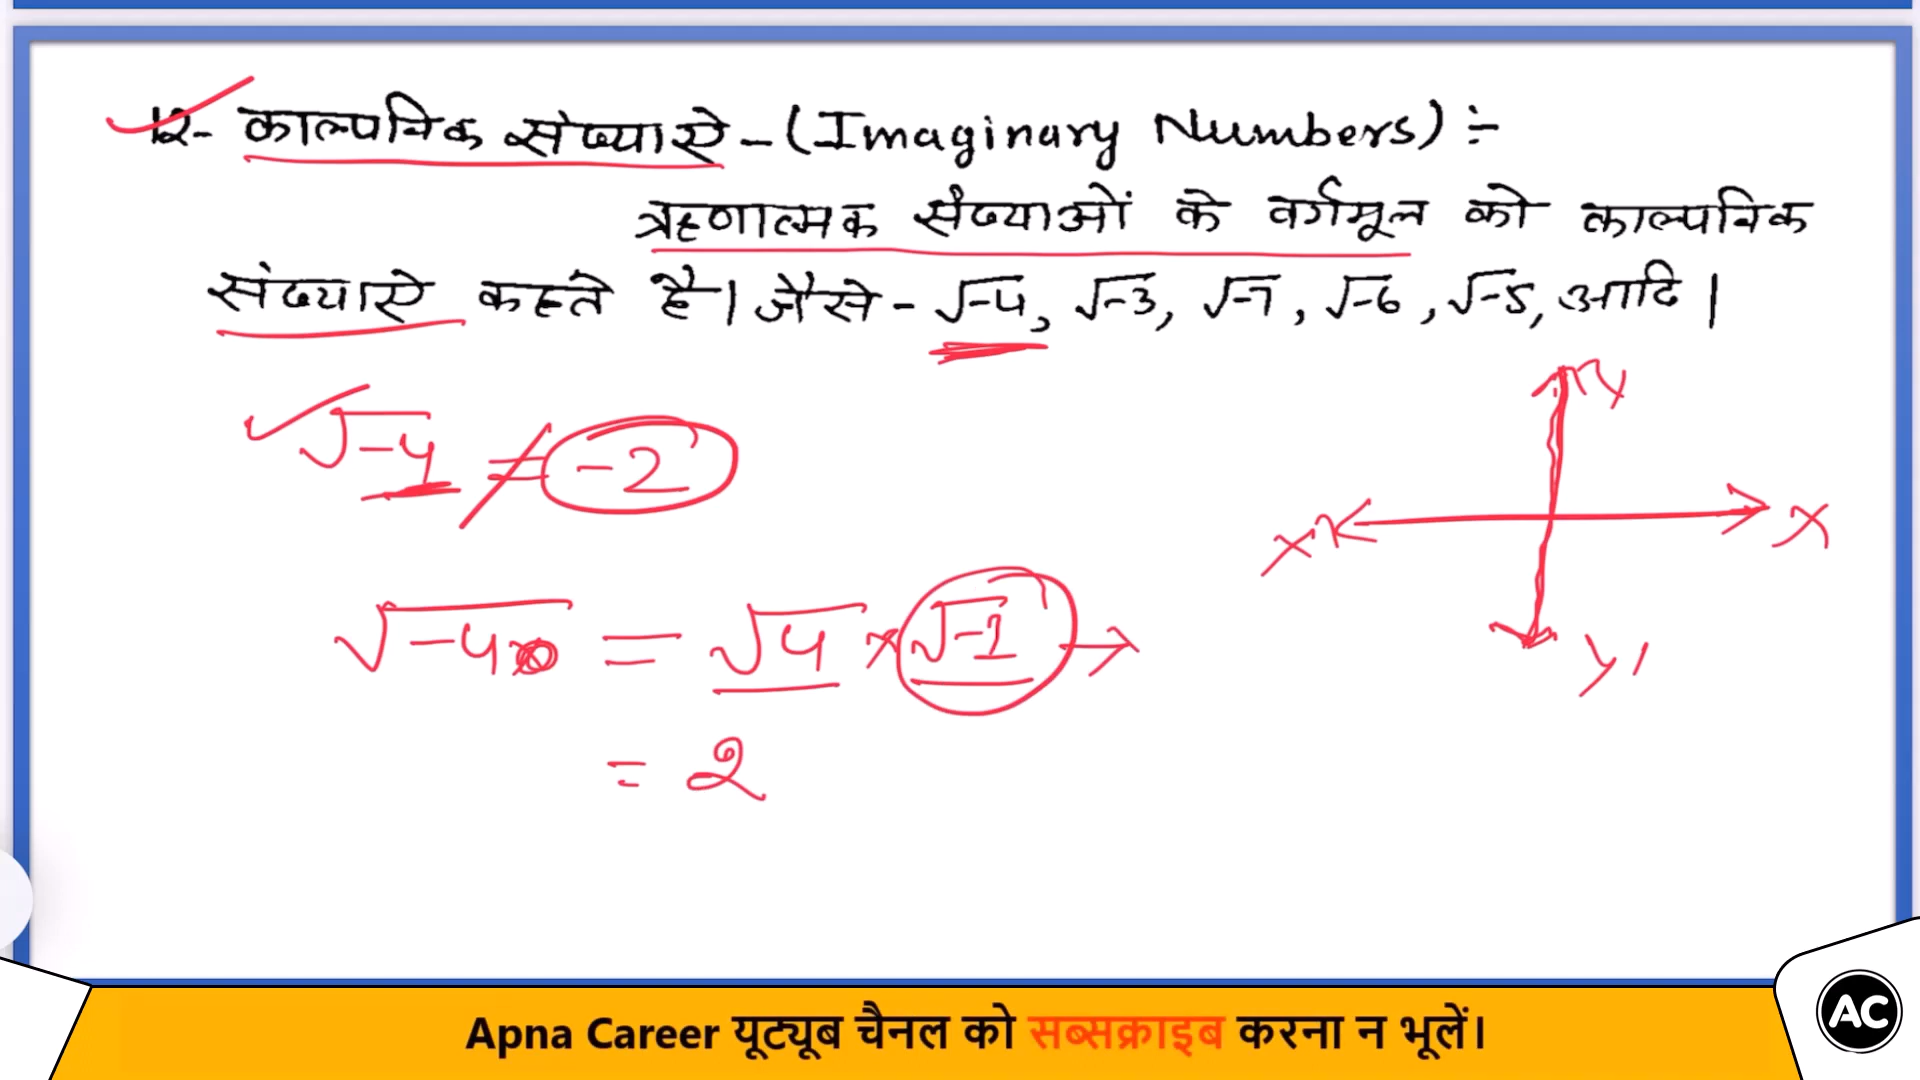 12- काल्पनिक संख्याऐ - (Imaginary Numbers) :-
ऋणात्मक संख्याओं के वर्गमूल को काल्पनिक
संख्याऐ कहते है। जैसे - √-4, √-3, √-7, √-6, √-5, आदि।
√-4 ≠ -2
√-4 = √4 × √-1 →
= 2
y
x' x
y'
Apna Career यूट्यूब चैनल को सब्सक्राइब करना न भूलें।
AC